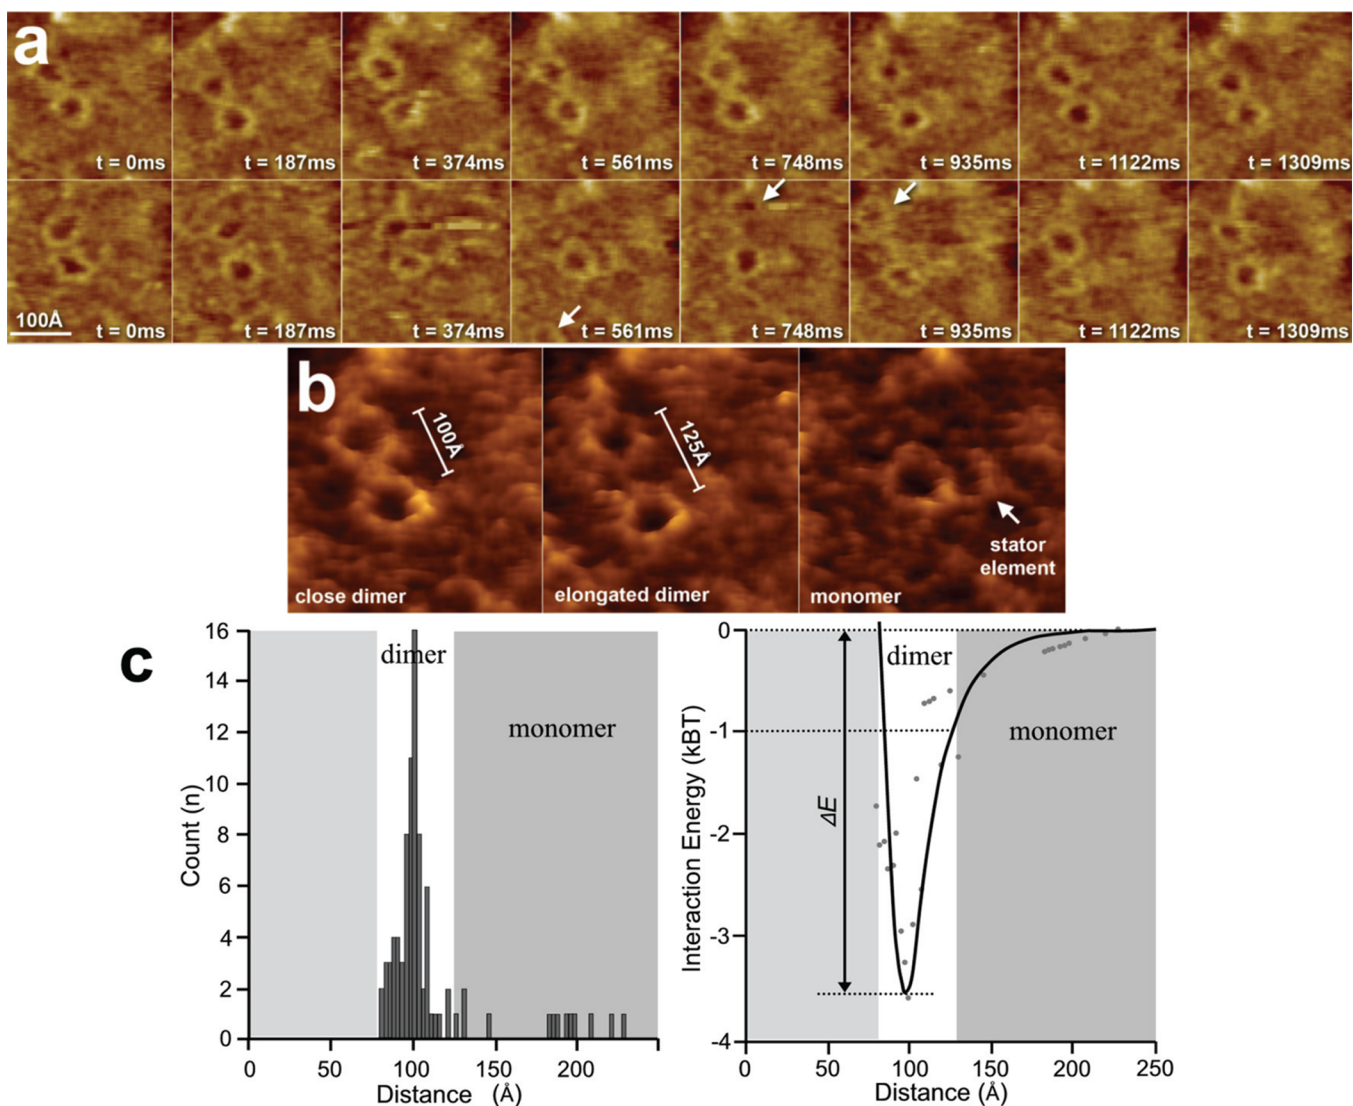 a
t = 0ms t = 187ms t = 374ms t = 561ms t = 748ms t = 935ms t = 1122ms t = 1309ms
100Å t = 0ms t = 187ms t = 374ms t = 561ms t = 748ms t = 935ms t = 1122ms t = 1309ms
b
100Å
125Å
stator
element
close dimer elongated dimer monomer
c
dimer
monomer
16
14
12
10
8
6
4
2
0
Count (n)
0 50 100 150 200
Distance (Å)
dimer
monomer
ΔE
0
-1
-2
-3
-4
Interaction Energy (kBT)
0 50 100 150 200 250
Distance (Å)